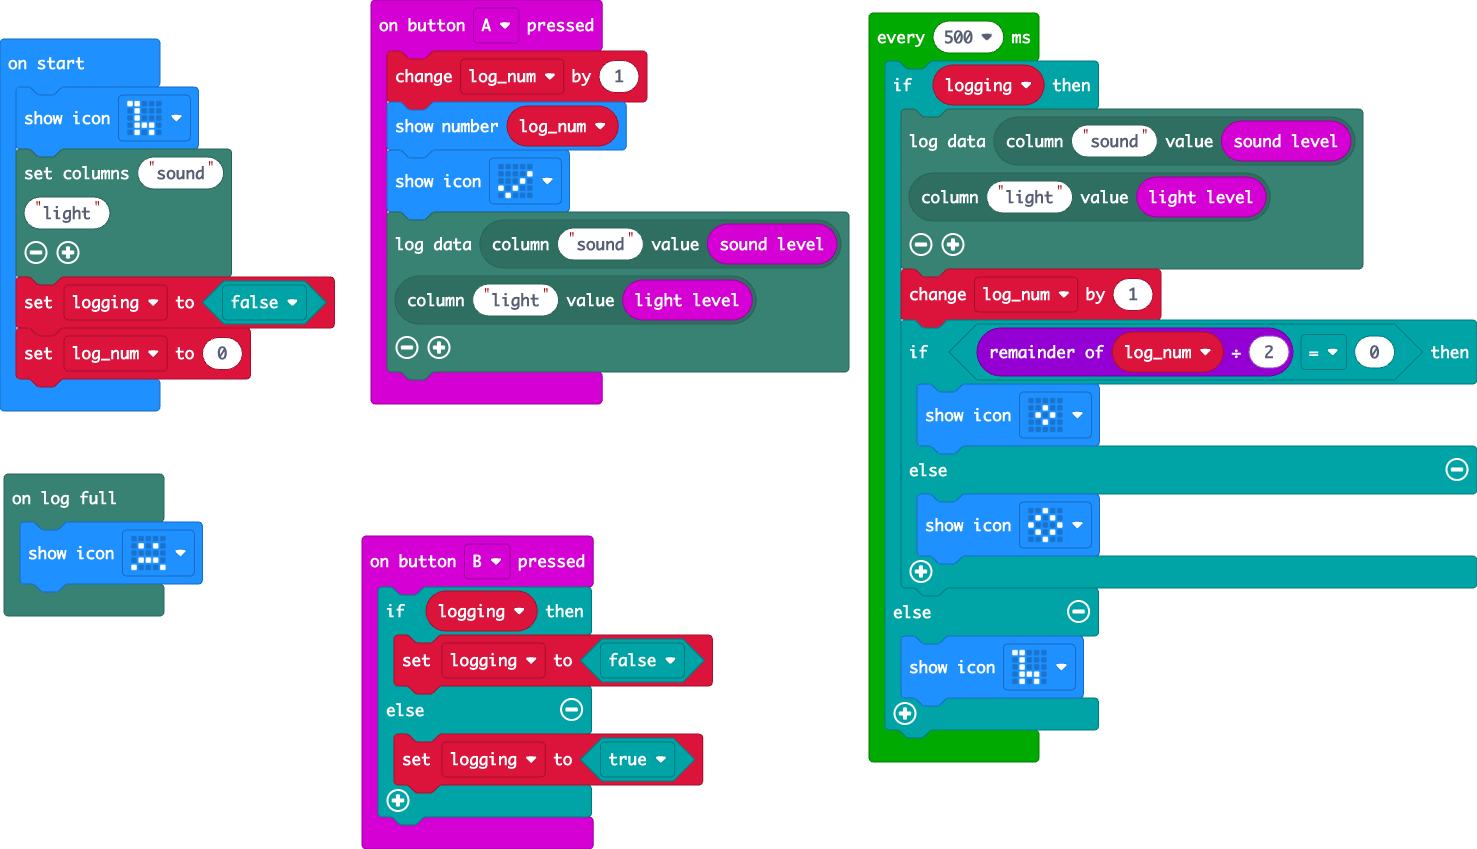 on start
show icon
set columns "sound"
"light"
set logging to false
set log_num to 0
on log full
show icon
on button A pressed
change log_num by 1
show number log_num
show icon
log data column "sound" value sound level
column "light" value light level
on button B pressed
if logging then
set logging to false
else
set logging to true
every 500 ms
if logging then
log data column "sound" value sound level
column "light" value light level
change log_num by 1
if remainder of log_num ÷ 2 = 0 then
show icon
else
show icon
else
show icon